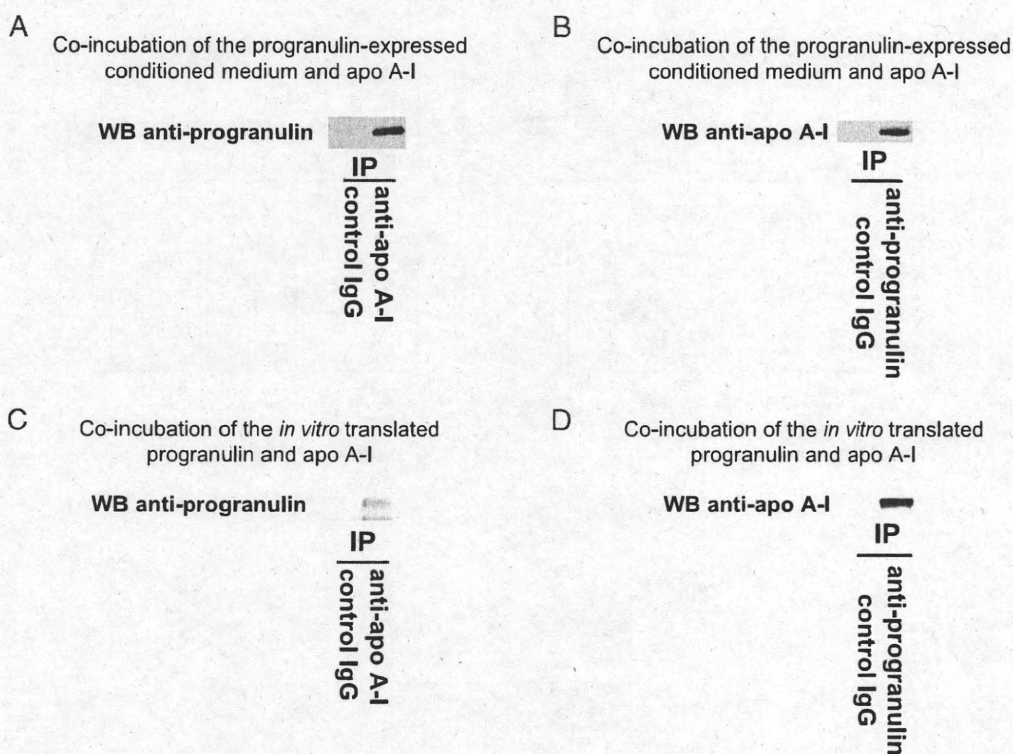 A
Co-incubation of the progranulin-expressed
conditioned medium and apo A-I
WB anti-progranulin
IP
anti-apo A-I
control IgG
B
Co-incubation of the progranulin-expressed
conditioned medium and apo A-I
WB anti-apo A-I
IP
anti-progranulin
control IgG
C
Co-incubation of the in vitro translated
progranulin and apo A-I
WB anti-progranulin
IP
anti-apo A-I
control IgG
D
Co-incubation of the in vitro translated
progranulin and apo A-I
WB anti-apo A-I
IP
anti-progranulin
control IgG